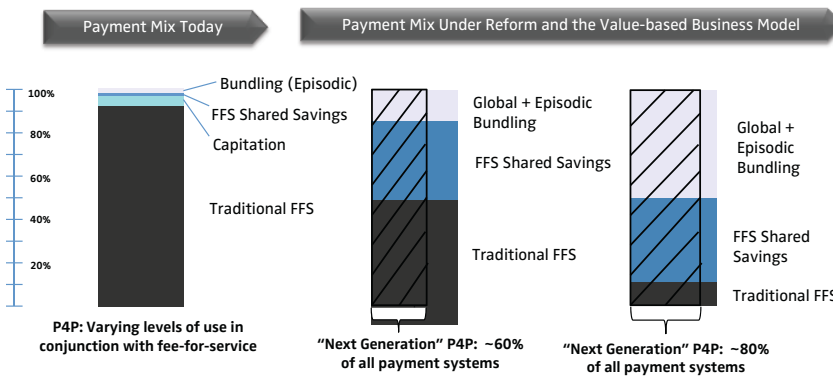 Payment Mix Today
Payment Mix Under Reform and the Value-based Business Model
100%
80%
60%
40%
20%
Bundling (Episodic)
FFS Shared Savings
Capitation
Traditional FFS
P4P: Varying levels of use in
conjunction with fee-for-service
Global + Episodic
Bundling
FFS Shared Savings
Traditional FFS
“Next Generation” P4P: ~60%
of all payment systems
Global +
Episodic
Bundling
FFS Shared
Savings
Traditional FFS
“Next Generation” P4P: ~80%
of all payment systems